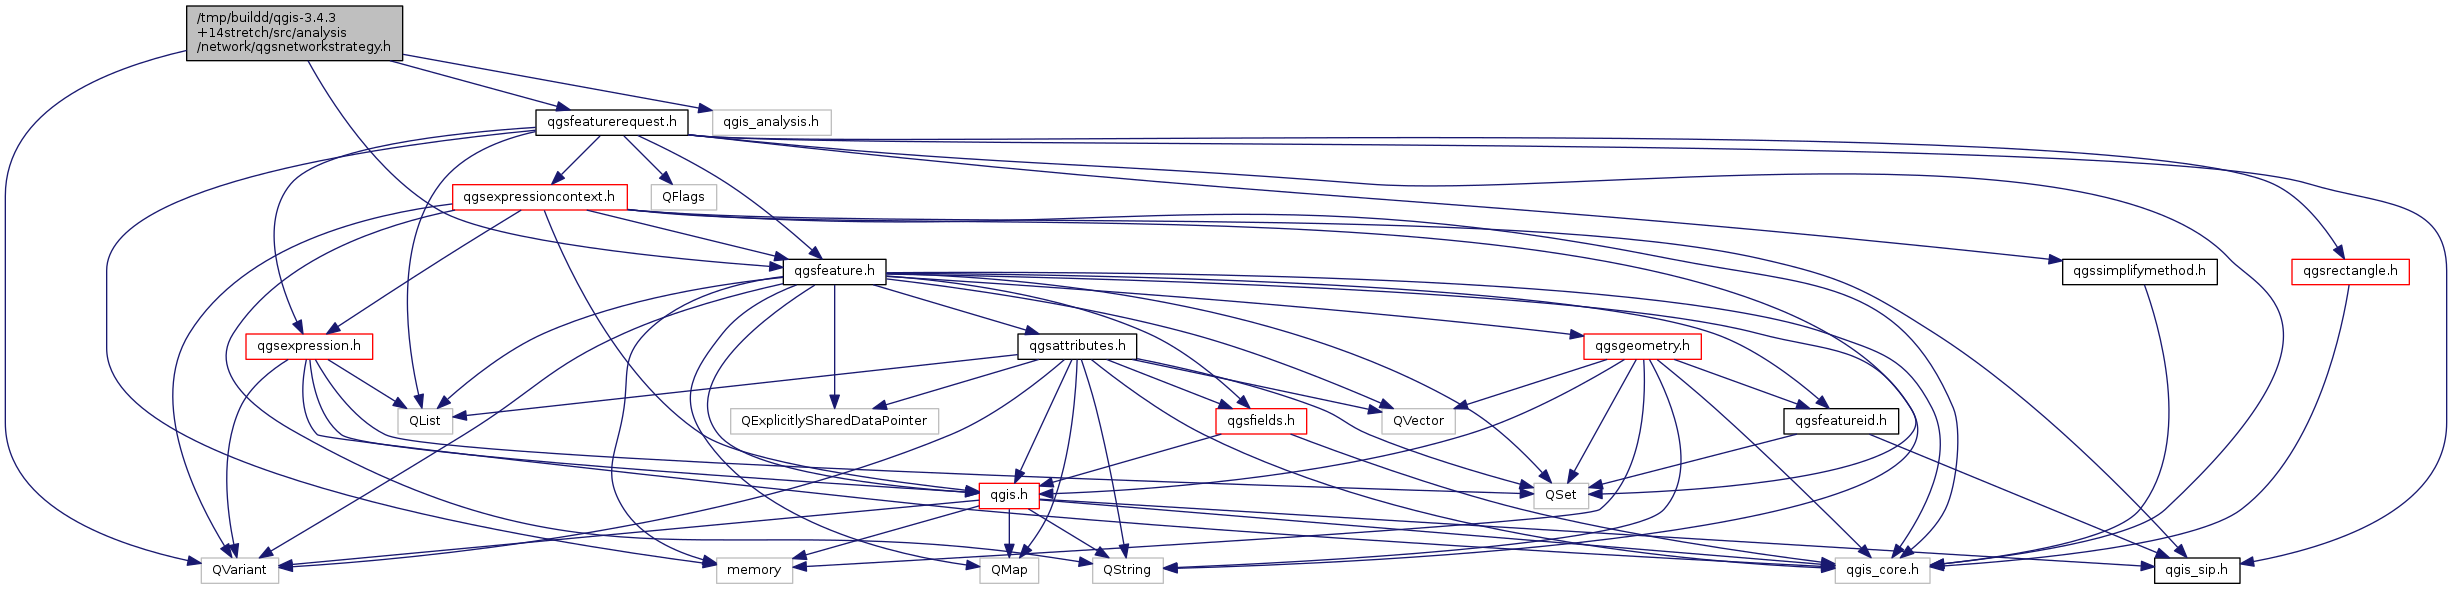 /tmp/buildd/qgis-3.4.3
+14stretch/src/analysis
/network/qgsnetworkstrategy.h
qgsfeaturerequest.h
qgis_analysis.h
qgsexpressioncontext.h
QFlags
qgsfeature.h
qgssimplifymethod.h
qgsrectangle.h
qgsexpression.h
qgsattributes.h
qgsgeometry.h
QList
QExplicitlySharedDataPointer
qgsfields.h
QVector
qgsfeatureid.h
qgis.h
QSet
QVariant
memory
QMap
QString
qgis_core.h
qgis_sip.h